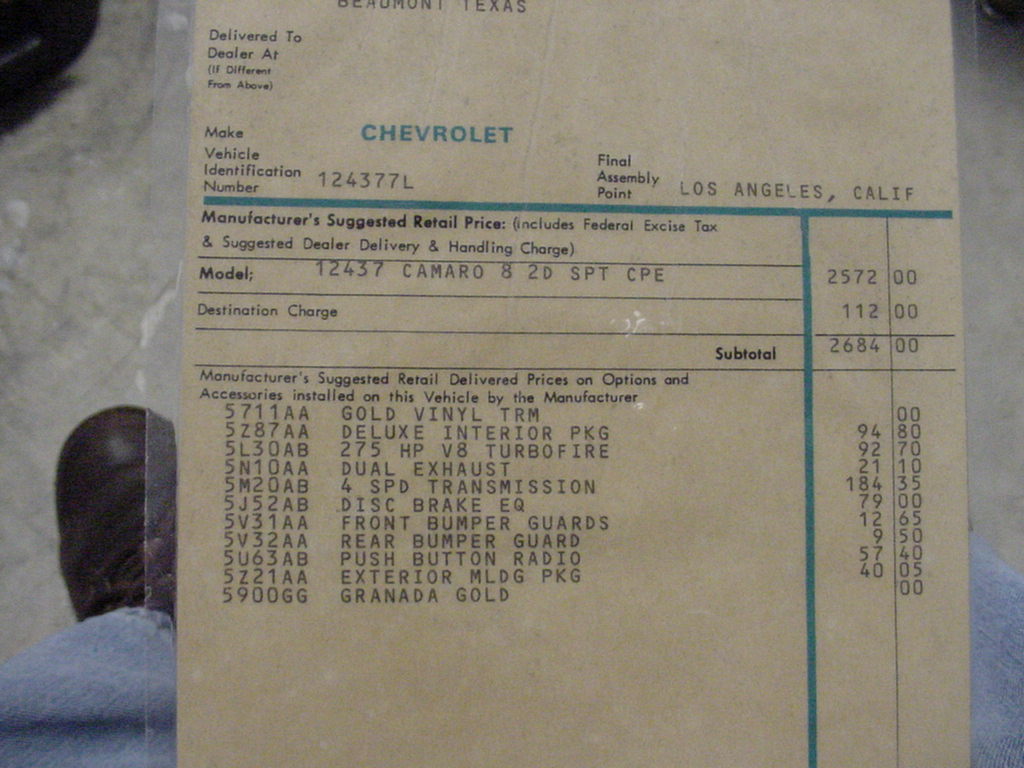 BEAUMONT TEXAS
Delivered To
Dealer At
(If Different
From Above)
Make CHEVROLET
Vehicle
Identification
Number 124377L
Final
Assembly
Point LOS ANGELES, CALIF
Manufacturer's Suggested Retail Price: (includes Federal Excise Tax
& Suggested Dealer Delivery & Handling Charge)
Model; 12437 CAMARO 8 2D SPT CPE 2572 00
Destination Charge 112 00
Subtotal 2684 00
Manufacturer's Suggested Retail Delivered Prices on Options and
Accessories installed on this Vehicle by the Manufacturer
5711AA GOLD VINYL TRM 00
5Z87AA DELUXE INTERIOR PKG 94 80
5L30AB 275 HP V8 TURBOFIRE 92 70
5N10AA DUAL EXHAUST 21 10
5M20AB 4 SPD TRANSMISSION 184 35
5J52AB DISC BRAKE EQ 79 00
5V31AA FRONT BUMPER GUARDS 12 65
5V32AA REAR BUMPER GUARD 9 50
5U63AB PUSH BUTTON RADIO 57 40
5Z21AA EXTERIOR MLDG PKG 40 05
5900GG GRANADA GOLD 00